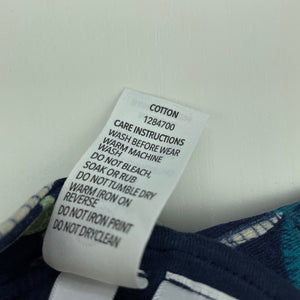 COTTON
1284700
CARE INSTRUCTIONS
WASH BEFORE WEAR
WARM MACHINE
WASH
DO NOT BLEACH,
SOAK OR RUB
DO NOT TUMBLE DRY
WARM IRON ON
REVERSE
DO NOT IRON PRINT
DO NOT DRYCLEAN